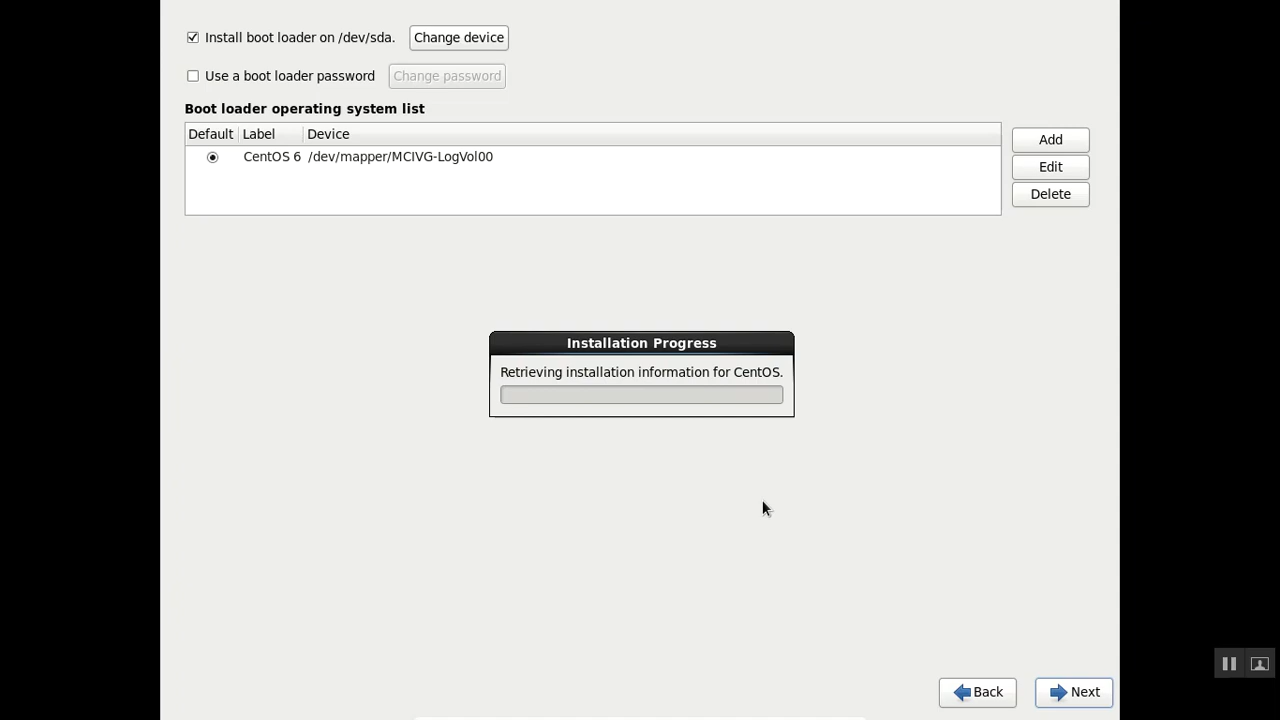 Install boot loader on /dev/sda. Change device
Use a boot loader password Change password
Boot loader operating system list
Default Label Device
CentOS 6 /dev/mapper/MCIVG-LogVol00
Add
Edit
Delete
Installation Progress
Retrieving installation information for CentOS.
Back Next